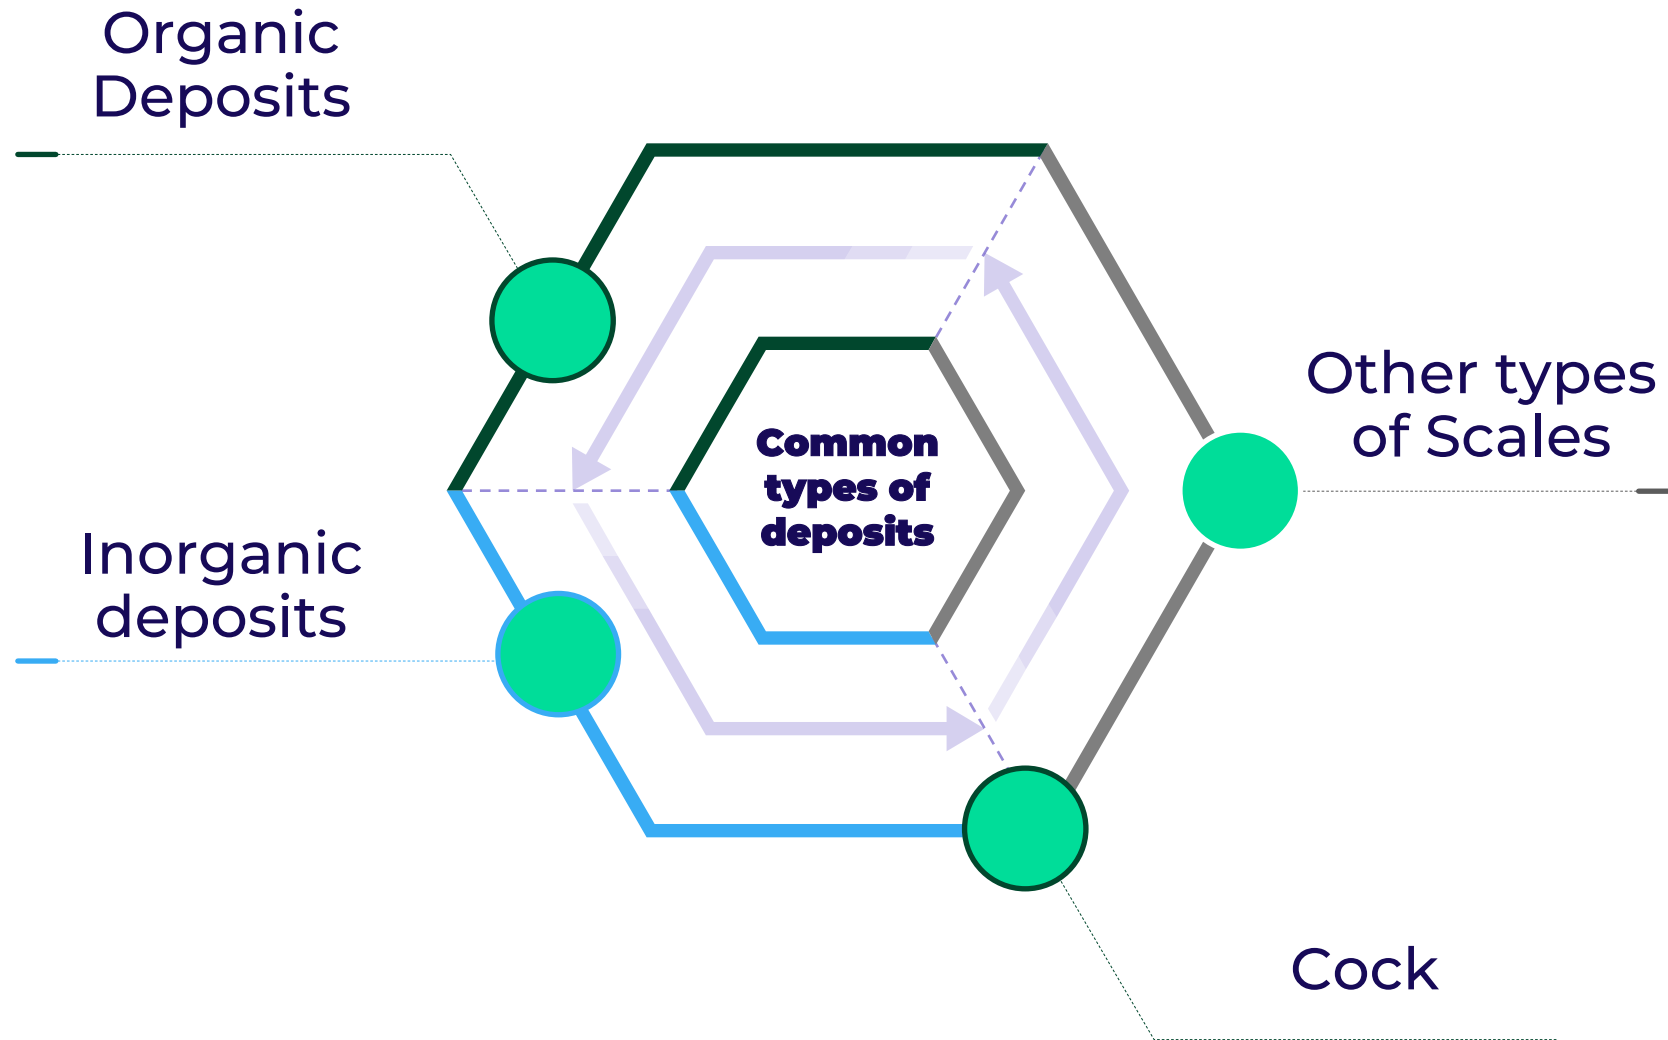 Organic
Deposits
Other types
of Scales
Common
types of
deposits
Inorganic
deposits
Cock